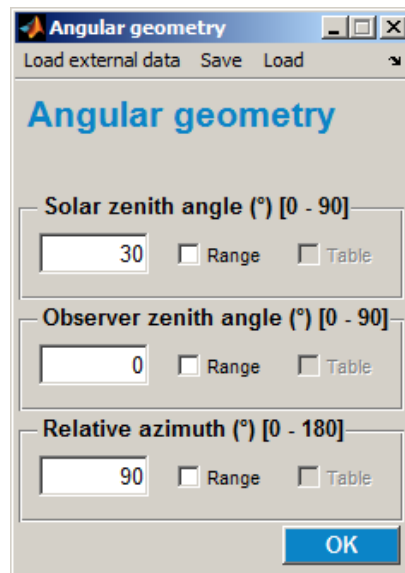 Angular geometry
Load external data Save Load
Angular geometry
Solar zenith angle (°) [0 - 90]
30 Range Table
Observer zenith angle (°) [0 - 90]
0 Range Table
Relative azimuth (°) [0 - 180]
90 Range Table
OK